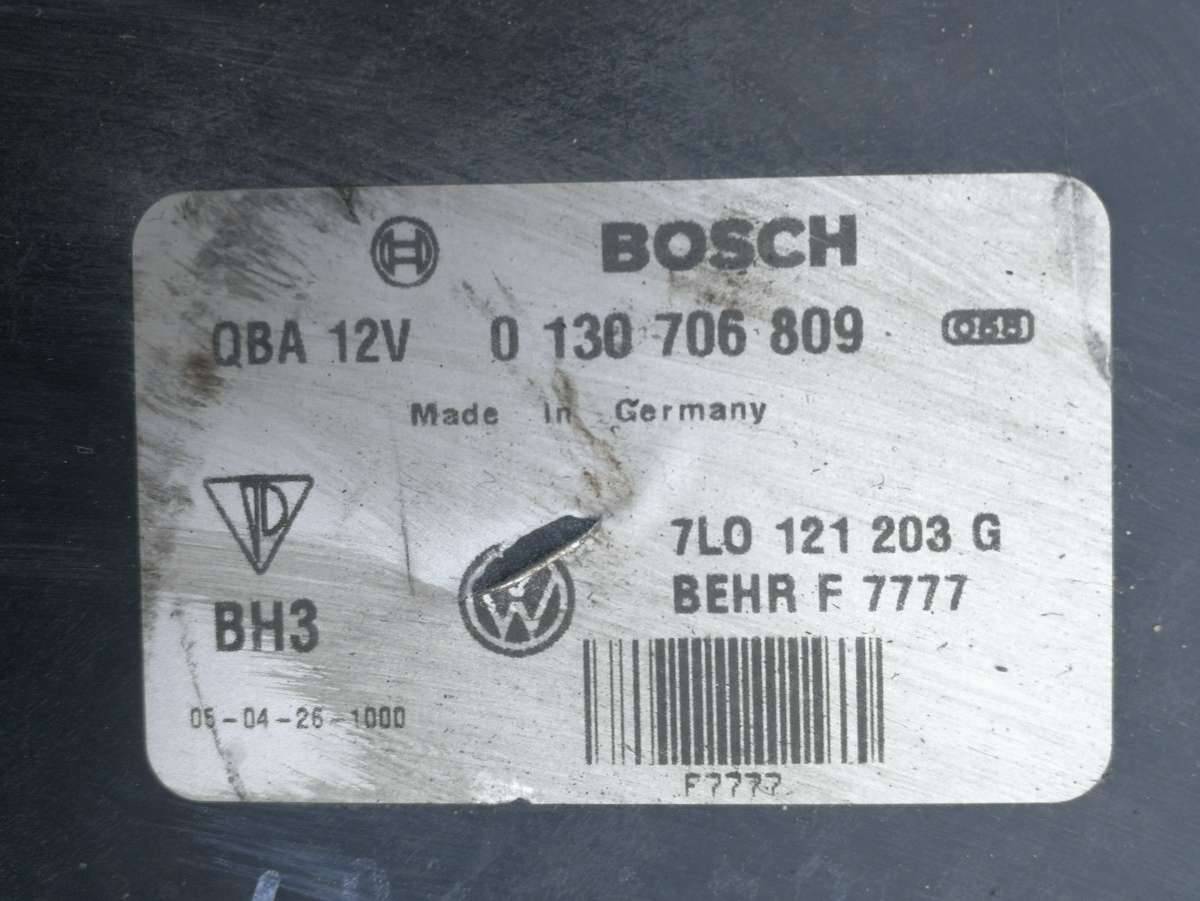 BOSCH
QBA 12V 0 130 706 809
Made in Germany
7L0 121 203 G
BEHR F 7777
BH3
05-04-26-1000
F7777